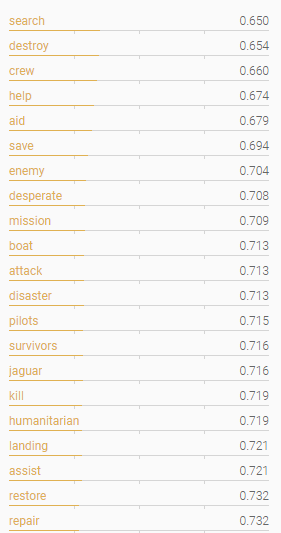 search 0.650
destroy 0.654
crew 0.660
help 0.674
aid 0.679
save 0.694
enemy 0.704
desperate 0.708
mission 0.709
boat 0.713
attack 0.713
disaster 0.713
pilots 0.715
survivors 0.716
jaguar 0.716
kill 0.719
humanitarian 0.719
landing 0.721
assist 0.721
restore 0.732
repair 0.732